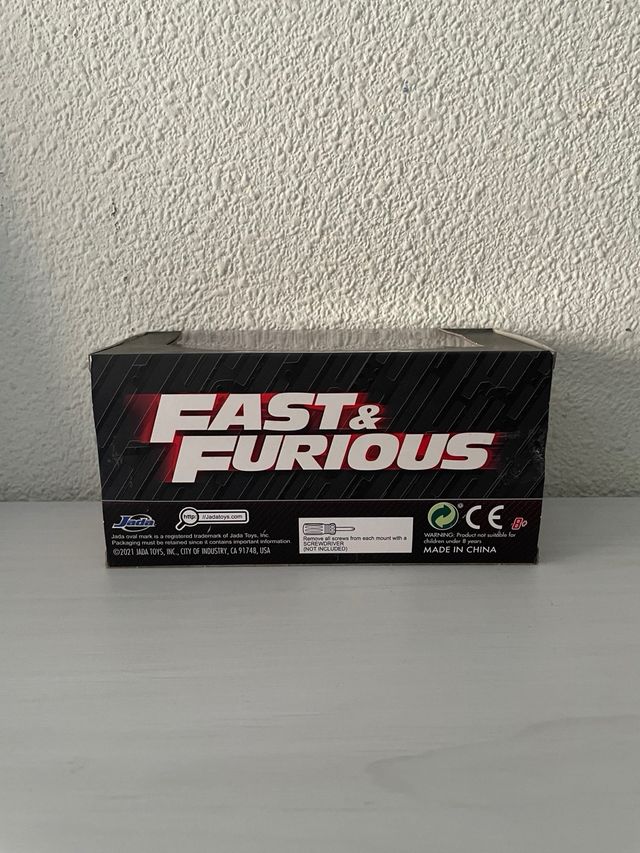 FAST &
FURIOUS
Jada
http: //Jadatoys.com
Jada oval mark is a registered trademark of Jada Toys, Inc.
Packaging must be retained since it contains important information.
©2021 JADA TOYS, INC., CITY OF INDUSTRY, CA 91748, USA
Remove all screws from each mount with a
SCREWDRIVER
(NOT INCLUDED)
CE
8+
WARNING: Product not suitable for
children under 8 years
MADE IN CHINA